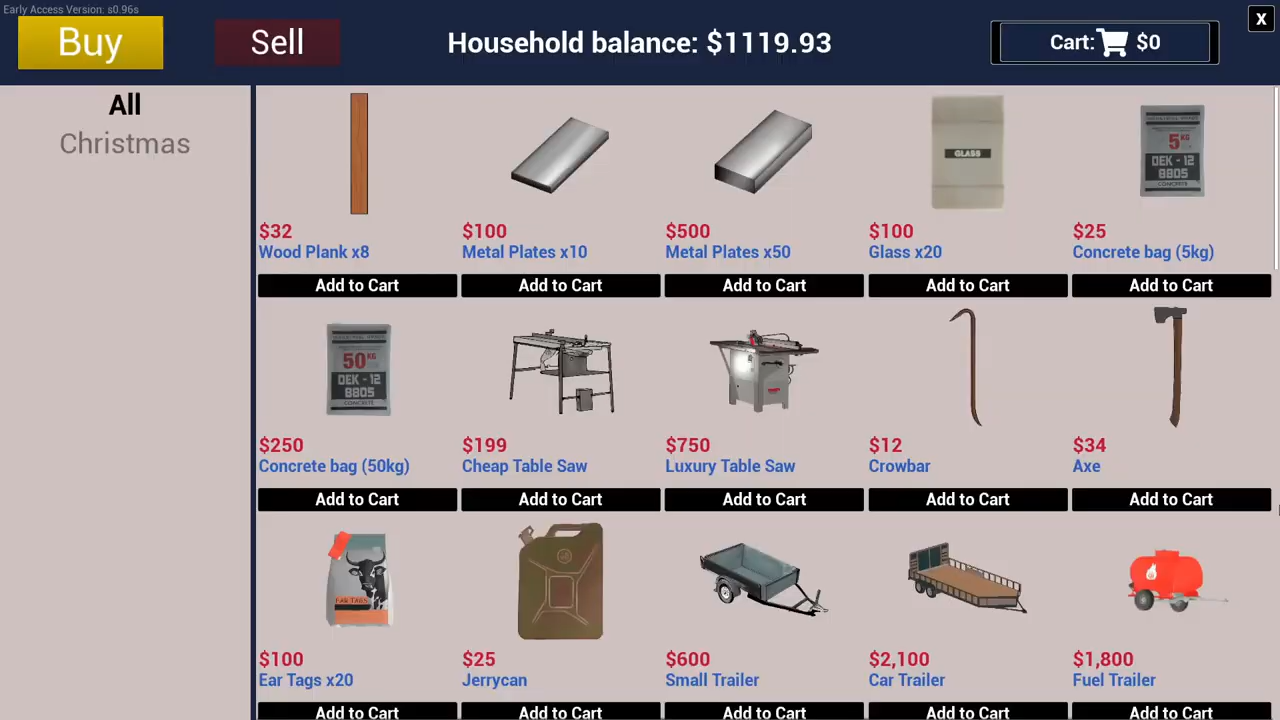 Early Access Version: s0.96s
Buy
Sell
Household balance: $1119.93
Cart: $0
X
All
Christmas
GLASS
5KG
DEK - 12
8805
CONCRETE
$32
$100
$500
$100
$25
Wood Plank x8
Metal Plates x10
Metal Plates x50
Glass x20
Concrete bag (5kg)
Add to Cart
Add to Cart
Add to Cart
Add to Cart
Add to Cart
50KG
DEK - 12
8805
CONCRETE
$250
$199
$750
$12
$34
Concrete bag (50kg)
Cheap Table Saw
Luxury Table Saw
Crowbar
Axe
Add to Cart
Add to Cart
Add to Cart
Add to Cart
Add to Cart
EAR TAGS
$100
$25
$600
$2,100
$1,800
Ear Tags x20
Jerrycan
Small Trailer
Car Trailer
Fuel Trailer
Add to Cart
Add to Cart
Add to Cart
Add to Cart
Add to Cart